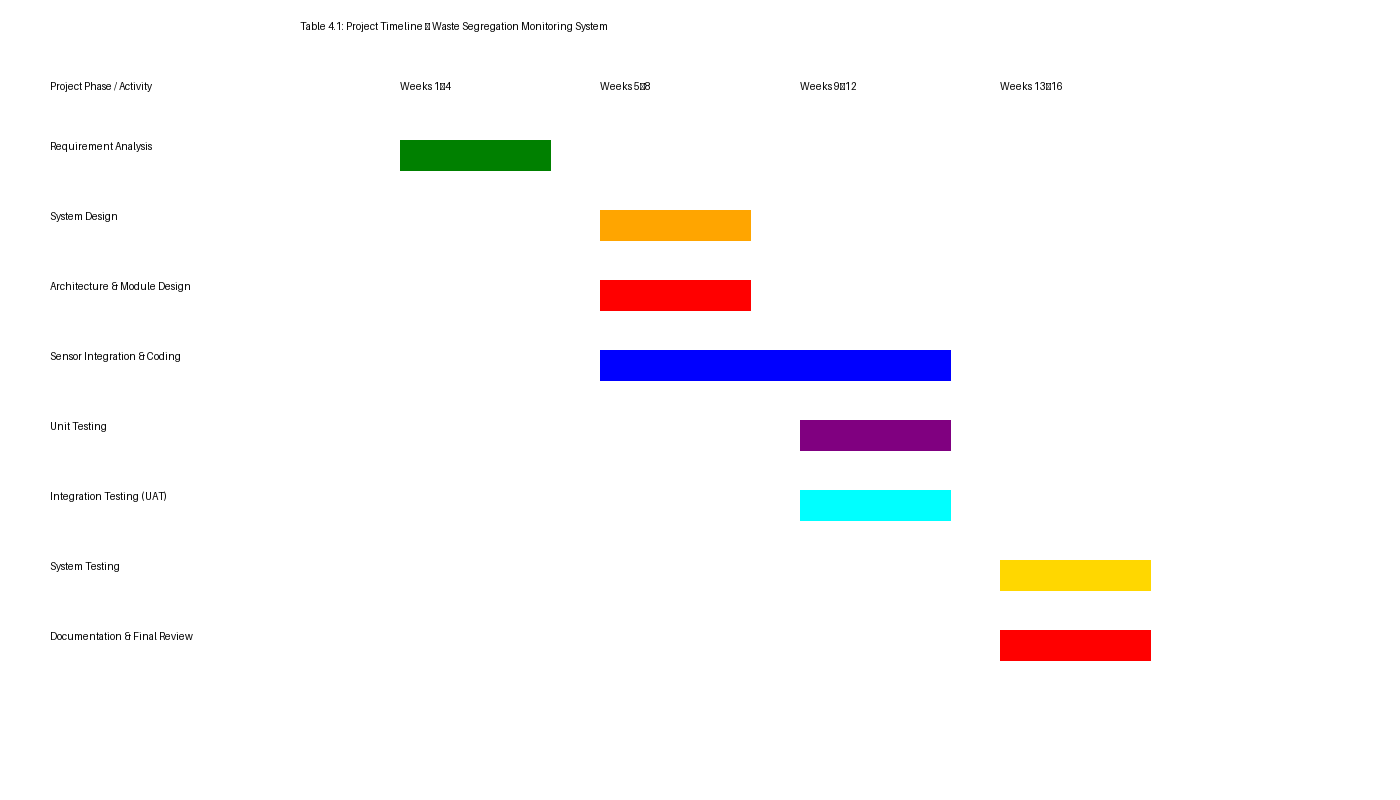 Table 4.1: Project Timeline ▯ Waste Segregation Monitoring System
Project Phase / Activity Weeks 1▯4 Weeks 5▯8 Weeks 9▯12 Weeks 13▯16
Requirement Analysis
System Design
Architecture & Module Design
Sensor Integration & Coding
Unit Testing
Integration Testing (UAT)
System Testing
Documentation & Final Review